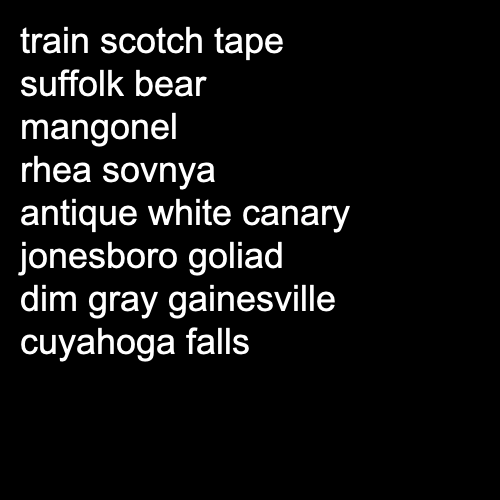 train scotch tape
suffolk bear
mangonel
rhea sovnya
antique white canary
jonesboro goliad
dim gray gainesville
cuyahoga falls